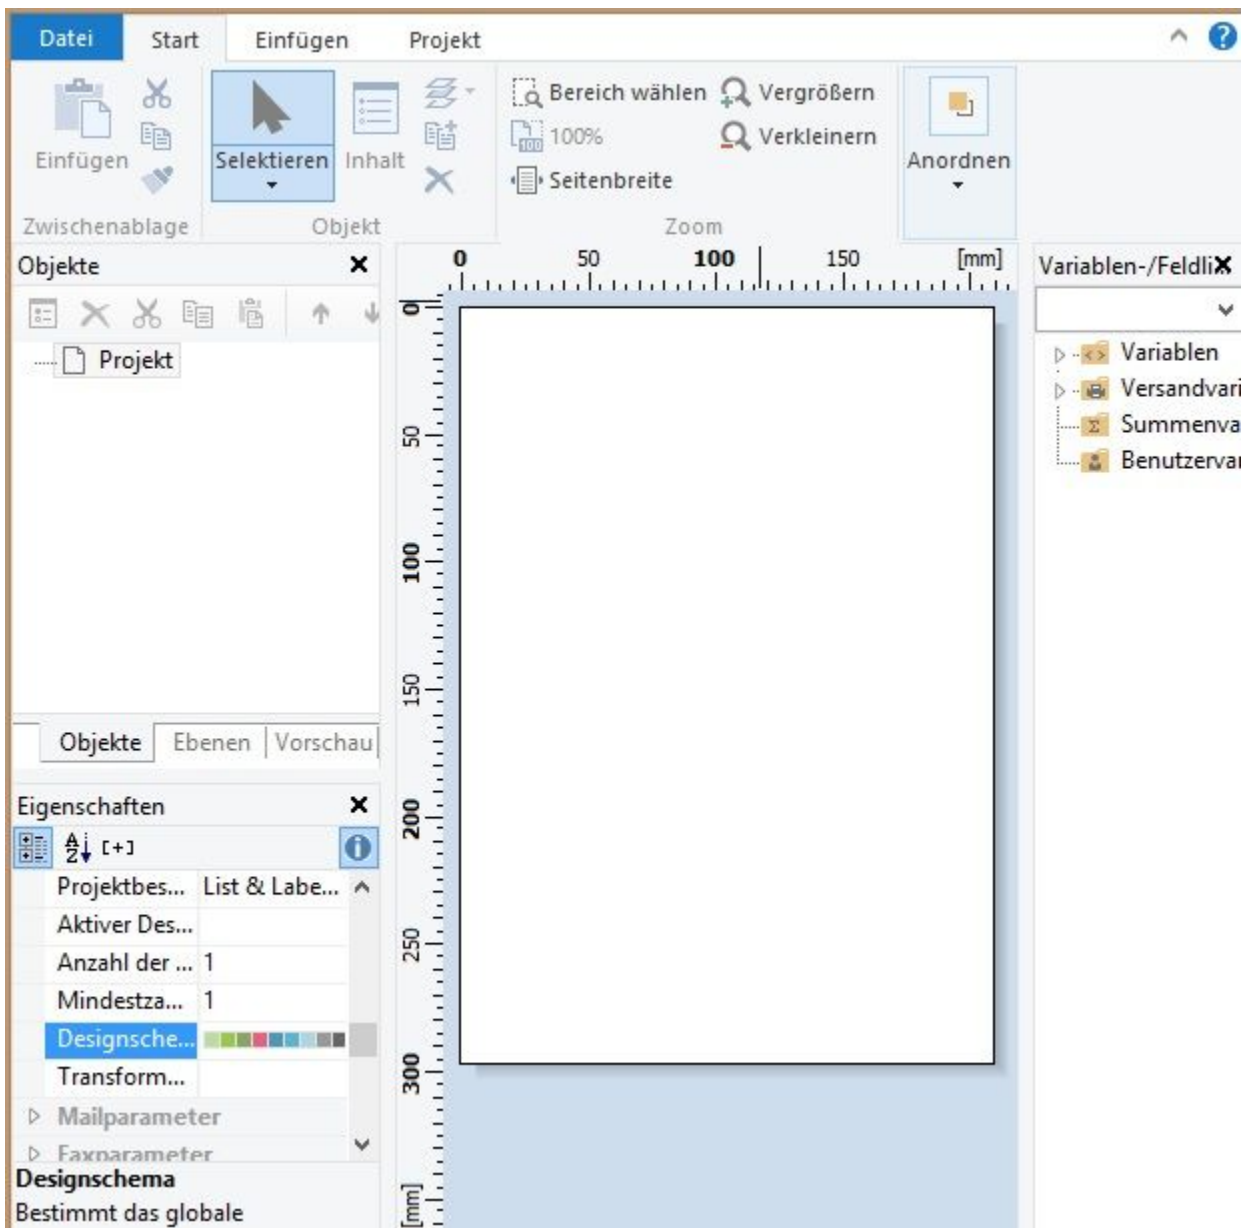 Datei Start Einfügen Projekt
Bereich wählen Vergrößern
100% Verkleinern
Einfügen Selektieren Inhalt Seitenbreite Anordnen
Zwischenablage Objekt Zoom
Objekte
Projekt
Objekte Ebenen Vorschau
Eigenschaften
[+]
Projektbes... List & Labe...
Aktiver Des...
Anzahl der ... 1
Mindestza... 1
Designsche...
Transform...
Mailparameter
Faxparameter
Designschema
Bestimmt das globale
0 50 100 150 [mm]
0
50
100
150
200
250
300
[mm]
Variablen-/Feldli
Variablen
Versandvari
Summenva
Benutzervar